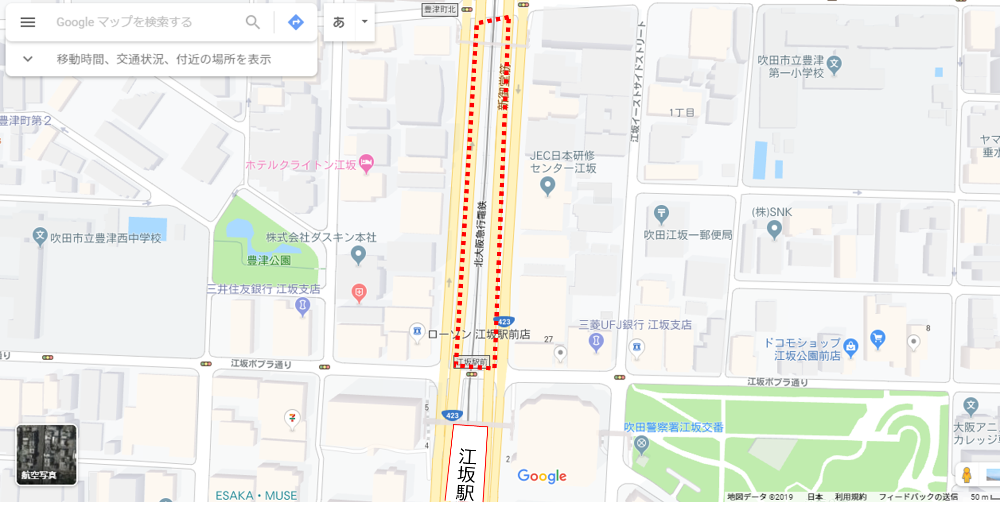 豊津町北
Google マップを検索する
あ
移動時間、交通状況、付近の場所を表示
新御堂筋
江坂イーストサイドストリート
吹田市立豊津
第一小学校
1丁目
豊津町第2
ヤマ
垂水
JEC日本研修
センター江坂
ホテルクライトン江坂
北大阪急行電鉄
(株)SNK
吹田江坂一郵便局
吹田市立豊津西中学校
株式会社ダスキン本社
豊津公園
三井住友銀行 江坂支店
423
三菱UFJ銀行 江坂支店
ローソン 江坂駅前店
27
8
ドコモショップ
江坂公園前店
江坂駅前
通り
江坂ポプラ通り
江坂ポプラ通り
5
423
4
2
吹田警察署江坂交番
大阪アニ
カレッジ
江坂駅
航空写真
Google
ESAKA・MUSE
地図データ ©2019 日本 利用規約 フィードバックの送信 50 m